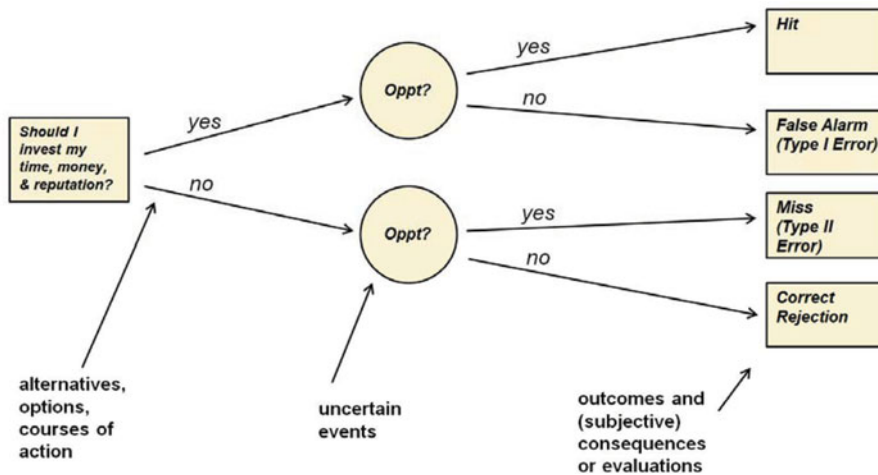 Should I
invest my
time, money,
& reputation?
yes
no
Oppt?
yes
no
Hit
False Alarm
(Type I Error)
Oppt?
yes
no
Miss
(Type II
Error)
Correct
Rejection
alternatives,
options,
courses of
action
uncertain
events
outcomes and
(subjective)
consequences
or evaluations